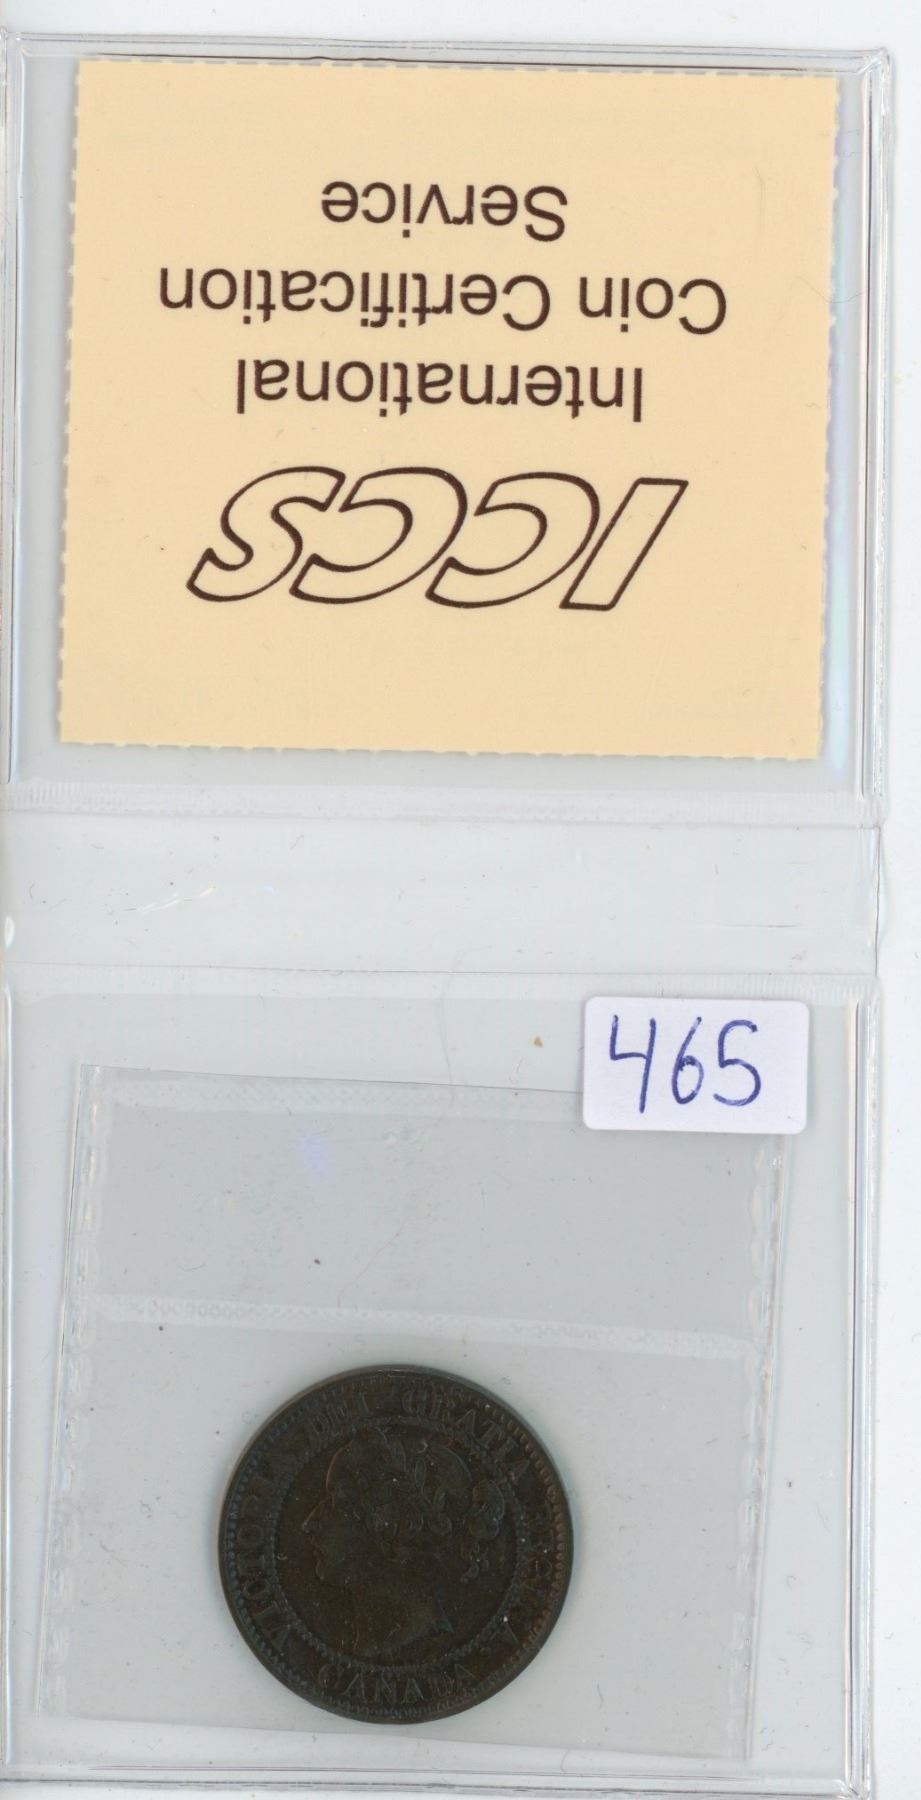 ICCS
International
Coin Certification
Service
465
VICTORIA DEI GRATIA REGINA.
CANADA